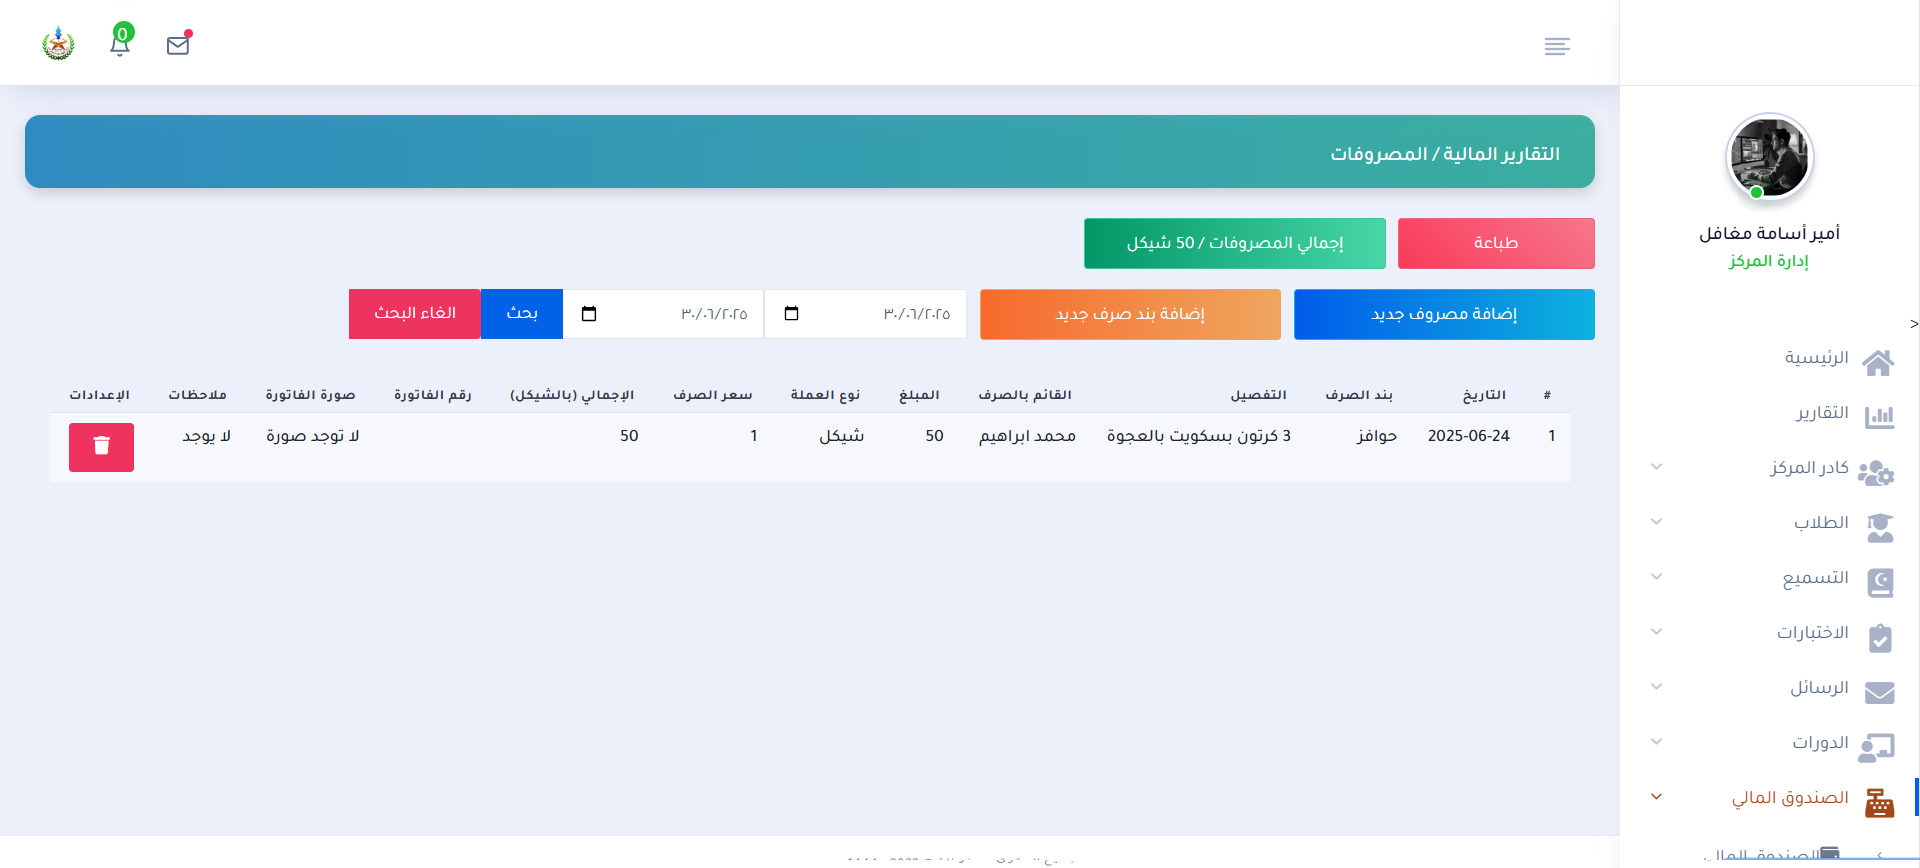 0
أمير أسامة مغافل
إدارة المركز
>
الرئيسية
التقارير
كادر المركز
الطلاب
التسميع
الاختبارات
الرسائل
الدورات
الصندوق المالي
التقارير المالية / المصروفات
طباعة
إجمالي المصروفات / 50 شيكل
إضافة مصروف جديد
إضافة بند صرف جديد
٣٠/٠٦/٢٠٢٥
٣٠/٠٦/٢٠٢٥
بحث
الغاء البحث
# التاريخ بند الصرف التفصيل القائم بالصرف المبلغ نوع العملة سعر الصرف الإجمالي (بالشيكل) رقم الفاتورة صورة الفاتورة ملاحظات الإعدادات
1 2025-06-24 حوافز 3 كرتون بسكويت بالعجوة محمد ابراهيم 50 شيكل 1 50 لا توجد صورة لا يوجد